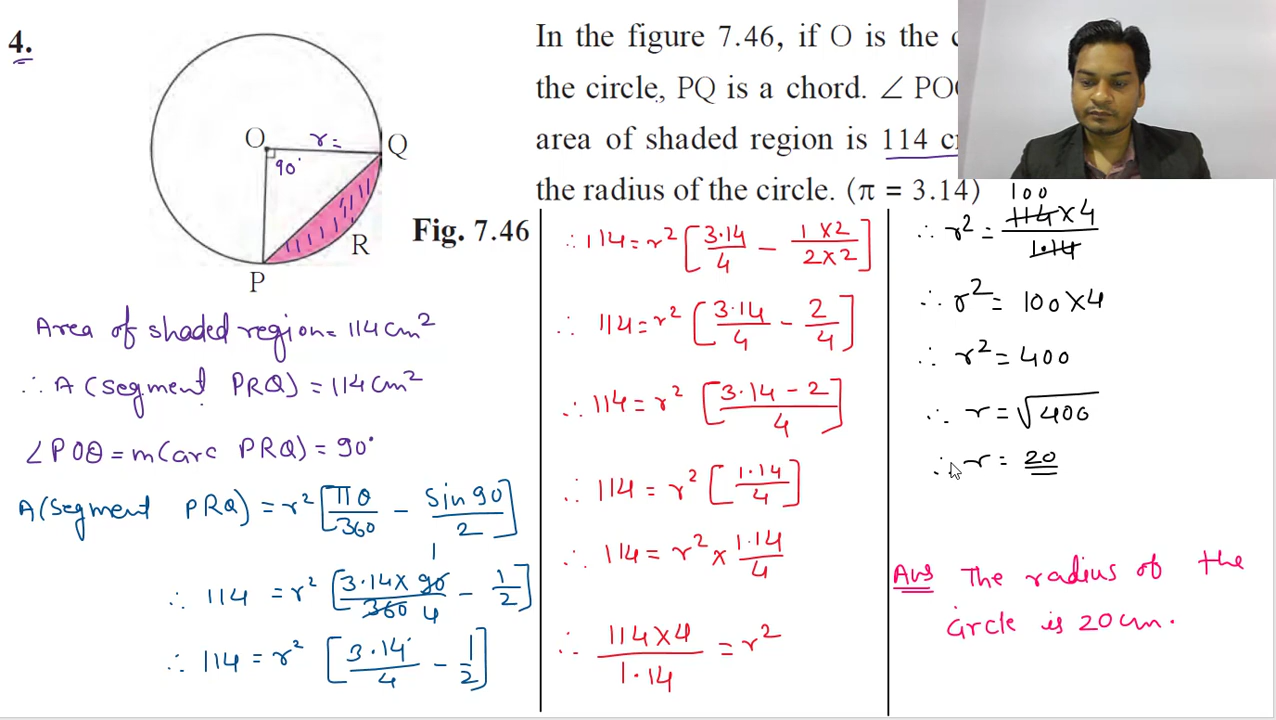 4.
In the figure 7.46, if O is the
the circle, PQ is a chord. ∠
area of shaded region is 114
the radius of the circle. (π = 3.14)
O
r =
Q
90°
R
P
Fig. 7.46
Area of shaded region = 114 cm²
∴ A (segment PRQ) = 114 cm²
∠POQ = m(arc PRQ) = 90°
A(segment PRQ) = r² [πθ/360 − sin 90/2]
1
∴ 114 = r² [3.14 × 90/360 4 − 1/2]
∴ 114 = r² [3.14/4 − 1/2]
∴ 114 = r² [3.14/4 − 1×2/2×2]
∴ 114 = r² [3.14/4 − 2/4]
∴ 114 = r² [3.14 − 2/4]
∴ 114 = r² [1.14/4]
∴ 114 = r² × 1.14/4
∴ 114×4/1.14 = r²
100
∴ r² = 114×4/1.14
∴ r² = 100×4
∴ r² = 400
∴ r = √400
∴ r = 20
Ans The radius of the
circle is 20 cm.